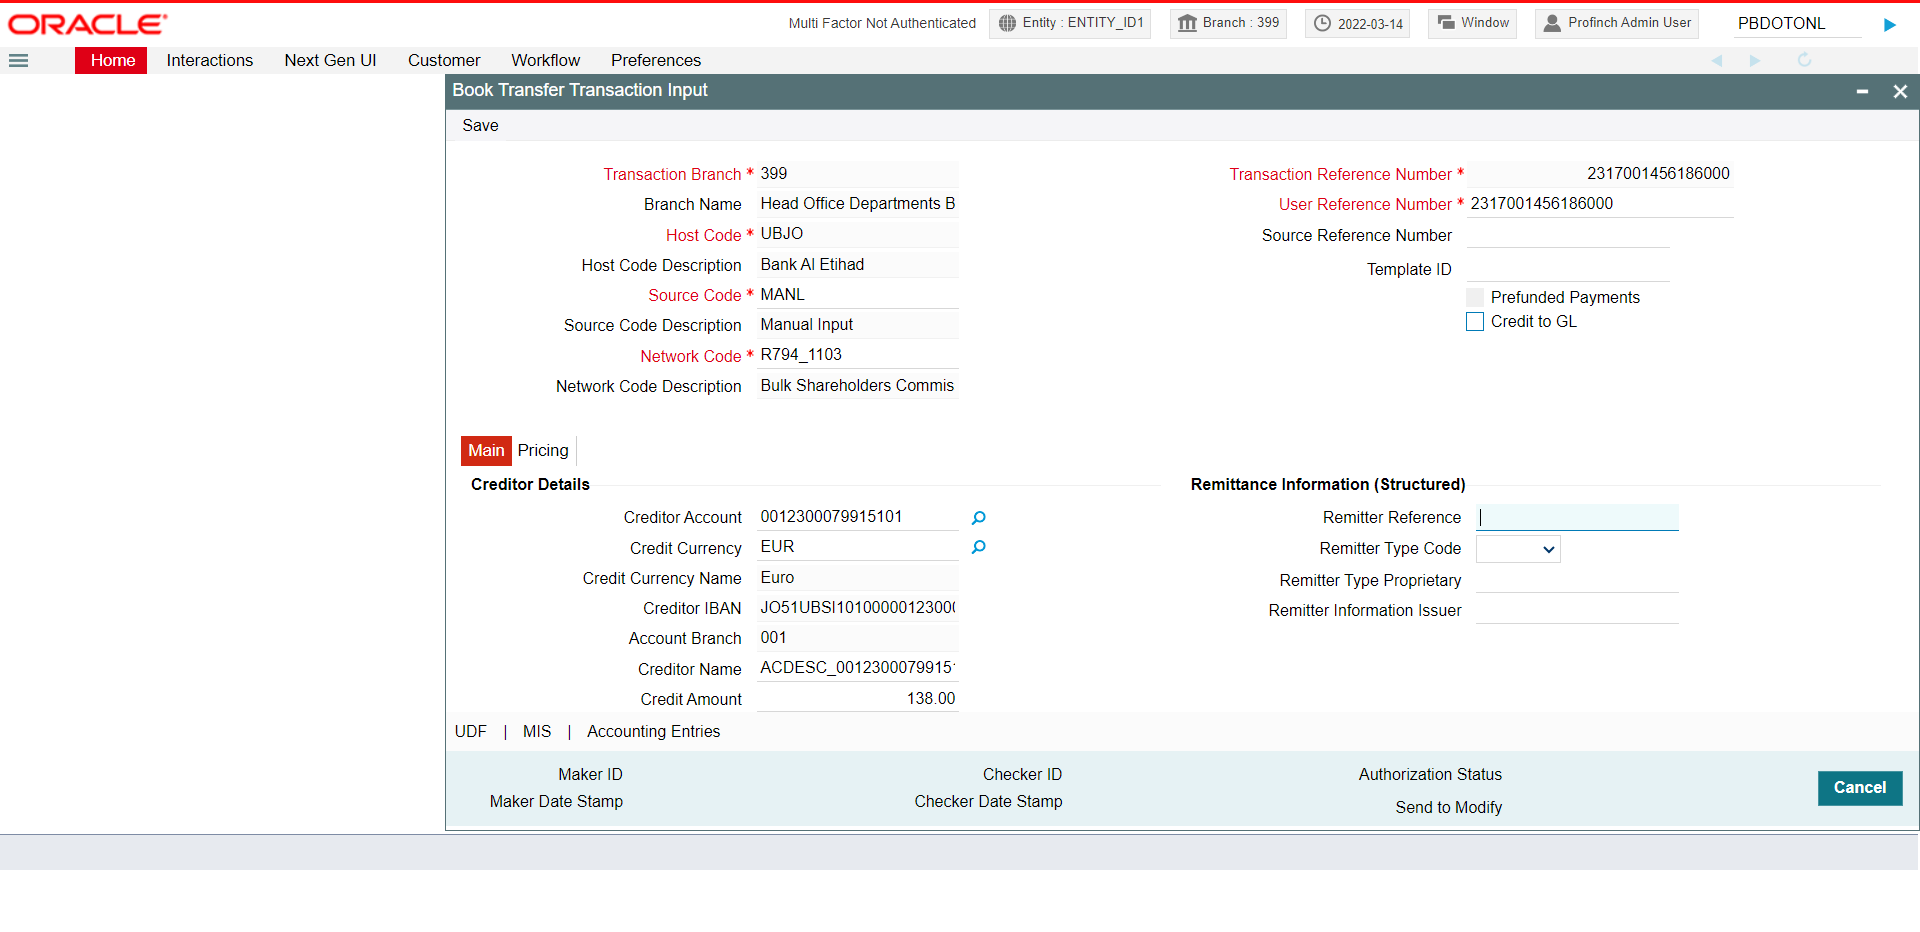 ORACLE
Multi Factor Not Authenticated
Entity : ENTITY_ID1
Branch : 399
2022-03-14
Window
Profinch Admin User
PBDOTONL
Home
Interactions
Next Gen UI
Customer
Workflow
Preferences
Book Transfer Transaction Input
Save
Transaction Branch * 399
Branch Name Head Office Departments B
Host Code * UBJO
Host Code Description Bank Al Etihad
Source Code * MANL
Source Code Description Manual Input
Network Code * R794_1103
Network Code Description Bulk Shareholders Commis
Transaction Reference Number * 2317001456186000
User Reference Number * 2317001456186000
Source Reference Number
Template ID
Prefunded Payments
Credit to GL
Main Pricing
Creditor Details
Creditor Account 0012300079915101
Credit Currency EUR
Credit Currency Name Euro
Creditor IBAN JO51UBSI1010000012300
Account Branch 001
Creditor Name ACDESC_0012300079915
Credit Amount 138.00
Remittance Information (Structured)
Remitter Reference
Remitter Type Code
Remitter Type Proprietary
Remitter Information Issuer
UDF | MIS | Accounting Entries
Maker ID
Maker Date Stamp
Checker ID
Checker Date Stamp
Authorization Status
Send to Modify
Cancel